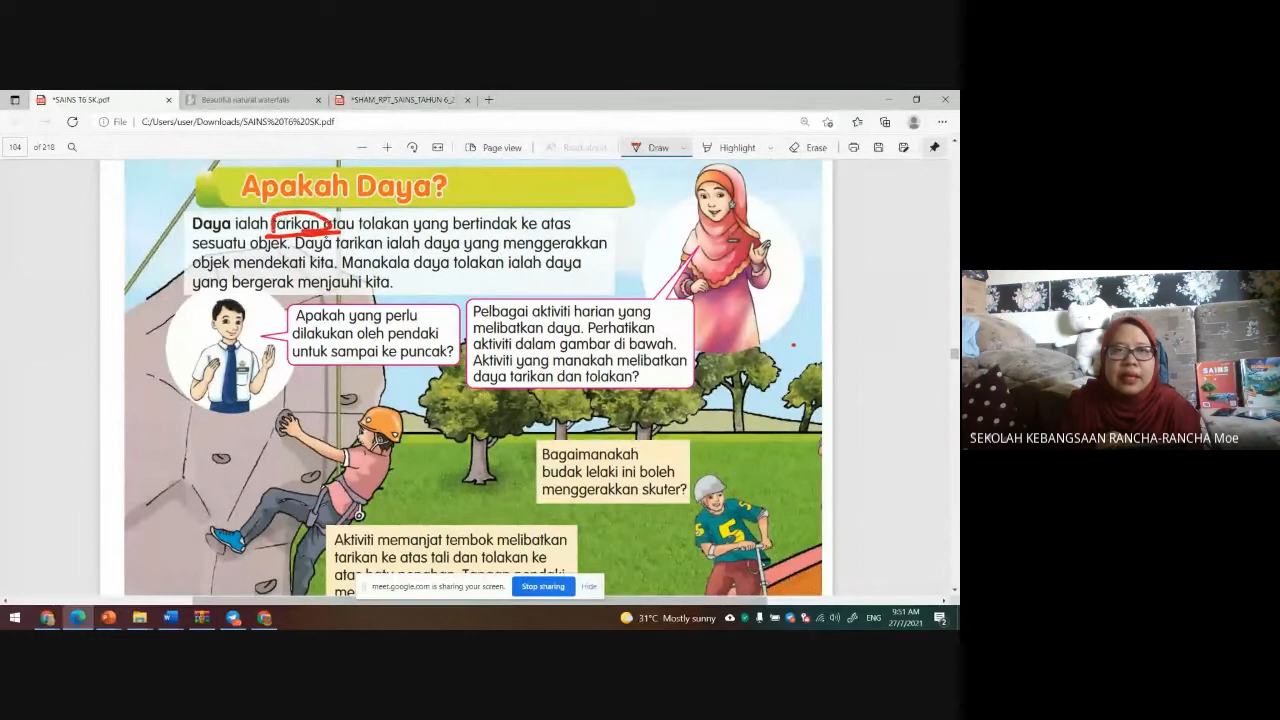 *SAINS T6 SK.pdf
Beautiful natural waterfalls
*SHAM_RPT_SAINS_TAHUN 6_2
File
C:/Users/user/Downloads/SAINS%20T6%20SK.pdf
104 of 218
Page view
Read aloud
Draw
Highlight
Erase
Apakah Daya?
Daya ialah tarikan atau tolakan yang bertindak ke atas
sesuatu objek. Daya tarikan ialah daya yang menggerakkan
objek mendekati kita. Manakala daya tolakan ialah daya
yang bergerak menjauhi kita.
Apakah yang perlu
dilakukan oleh pendaki
untuk sampai ke puncak?
Pelbagai aktiviti harian yang
melibatkan daya. Perhatikan
aktiviti dalam gambar di bawah.
Aktiviti yang manakah melibatkan
daya tarikan dan tolakan?
Bagaimanakah
budak lelaki ini boleh
menggerakkan skuter?
5
Aktiviti memanjat tembok melibatkan
tarikan ke atas tali dan tolakan ke
meet.google.com is sharing your screen.
Stop sharing
Hide
31°C Mostly sunny
ENG
9:51 AM
27/7/2021
SAINS
SEKOLAH KEBANGSAAN RANCHA-RANCHA Moe